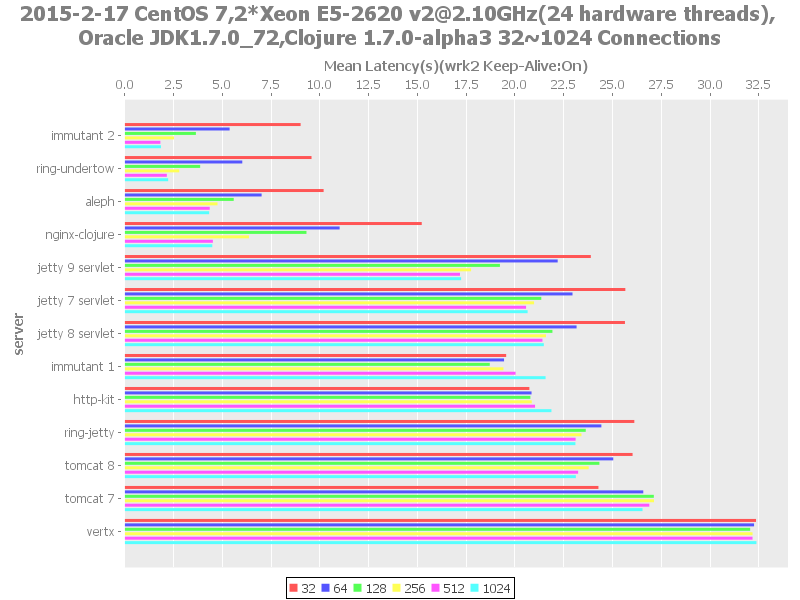 2015-2-17 CentOS 7,2*Xeon E5-2620 v2@2.10GHz(24 hardware threads),
Oracle JDK1.7.0_72,Clojure 1.7.0-alpha3 32~1024 Connections
Mean Latency(s)(wrk2 Keep-Alive:On)
0.0 2.5 5.0 7.5 10.0 12.5 15.0 17.5 20.0 22.5 25.0 27.5 30.0 32.5
server
immutant 2
ring-undertow
aleph
nginx-clojure
jetty 9 servlet
jetty 7 servlet
jetty 8 servlet
immutant 1
http-kit
ring-jetty
tomcat 8
tomcat 7
vertx
32 64 128 256 512 1024